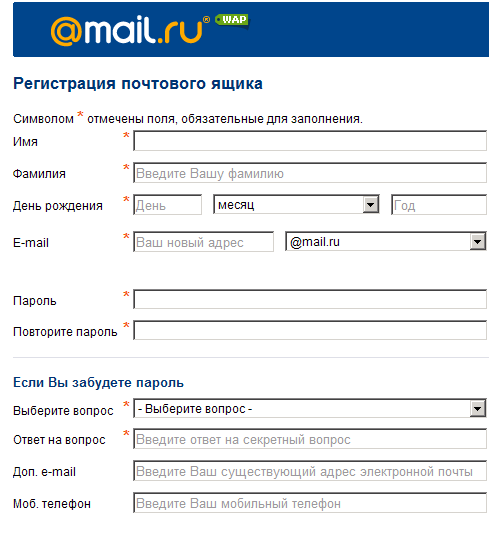 @mail.ru® WAP
Регистрация почтового ящика
Символом * отмечены поля, обязательные для заполнения.
Имя *
Фамилия * Введите Вашу фамилию
День рождения * День месяц Год
E-mail * Ваш новый адрес @mail.ru
Пароль *
Повторите пароль *
Если Вы забудете пароль
Выберите вопрос * - Выберите вопрос -
Ответ на вопрос * Введите ответ на секретный вопрос
Доп. e-mail Введите Ваш существующий адрес электронной почты
Моб. телефон Введите Ваш мобильный телефон